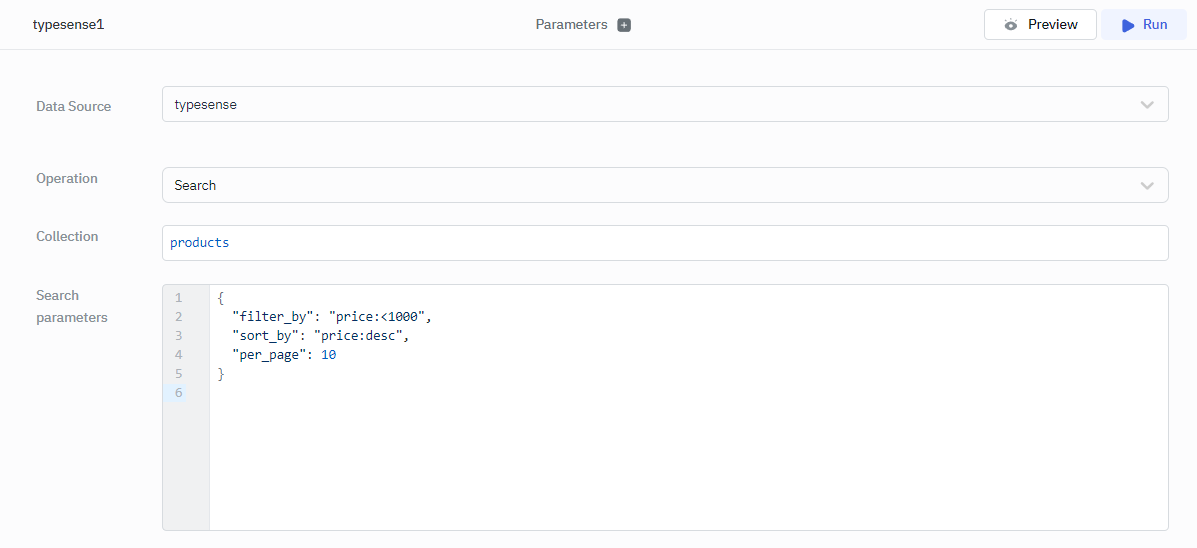 typesense1
Parameters
Preview
Run
Data Source
typesense
Operation
Search
Collection
products
Search
parameters
1 {
2 "filter_by": "price:<1000",
3 "sort_by": "price:desc",
4 "per_page": 10
5 }
6